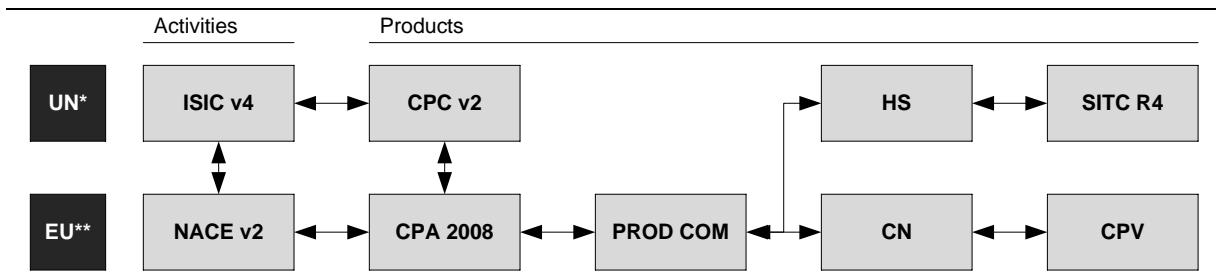 Activities Products
UN* ISIC v4 CPC v2 HS SITC R4
EU** NACE v2 CPA 2008 PROD COM CN CPV